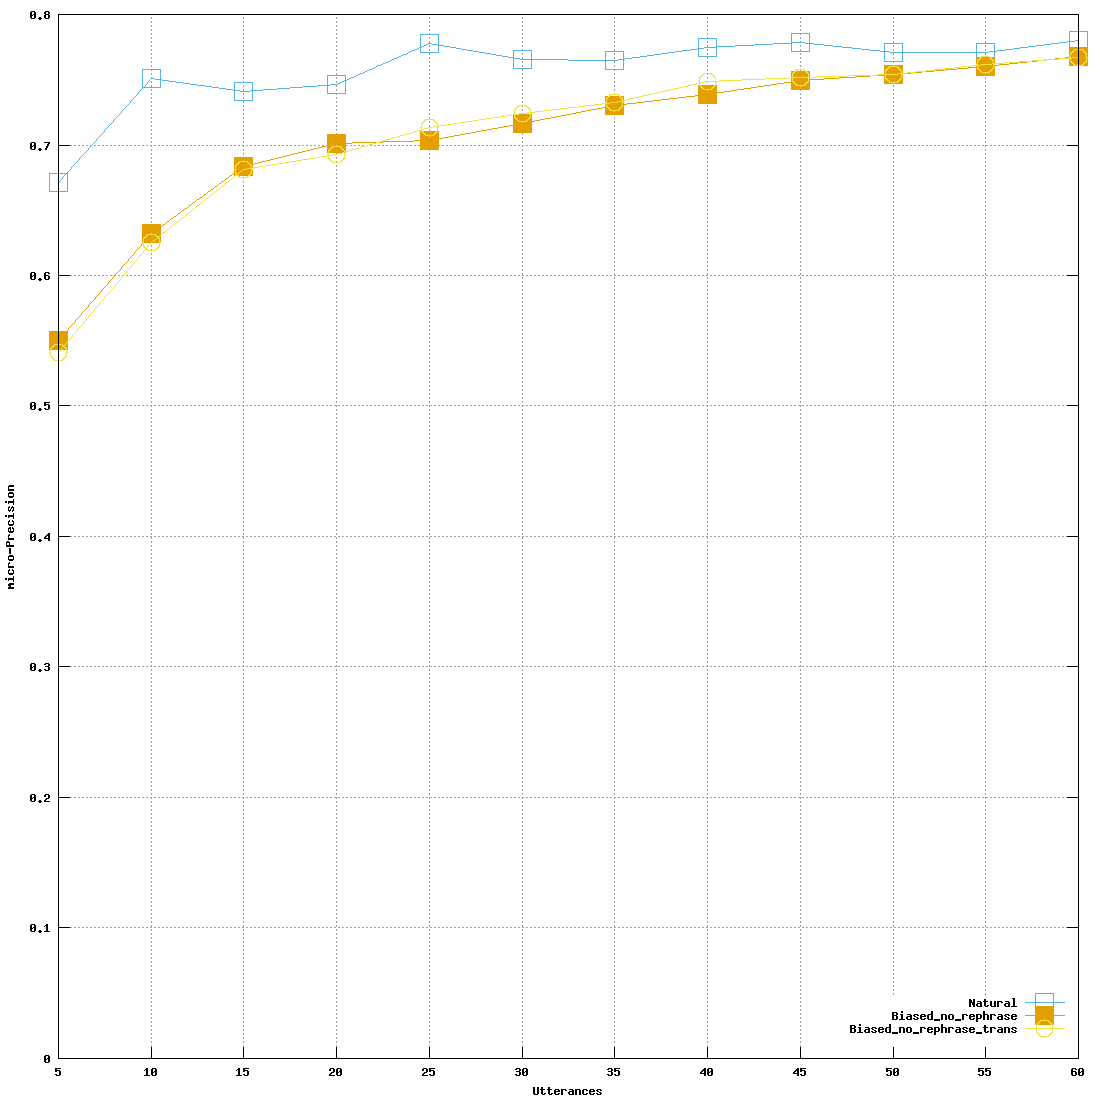 0.8
0.7
0.6
0.5
0.4
0.3
0.2
0.1
0
micro-Precision
5 10 15 20 25 30 35 40 45 50 55 60
Utterances
Natural
Biased_no_rephrase
Biased_no_rephrase_trans